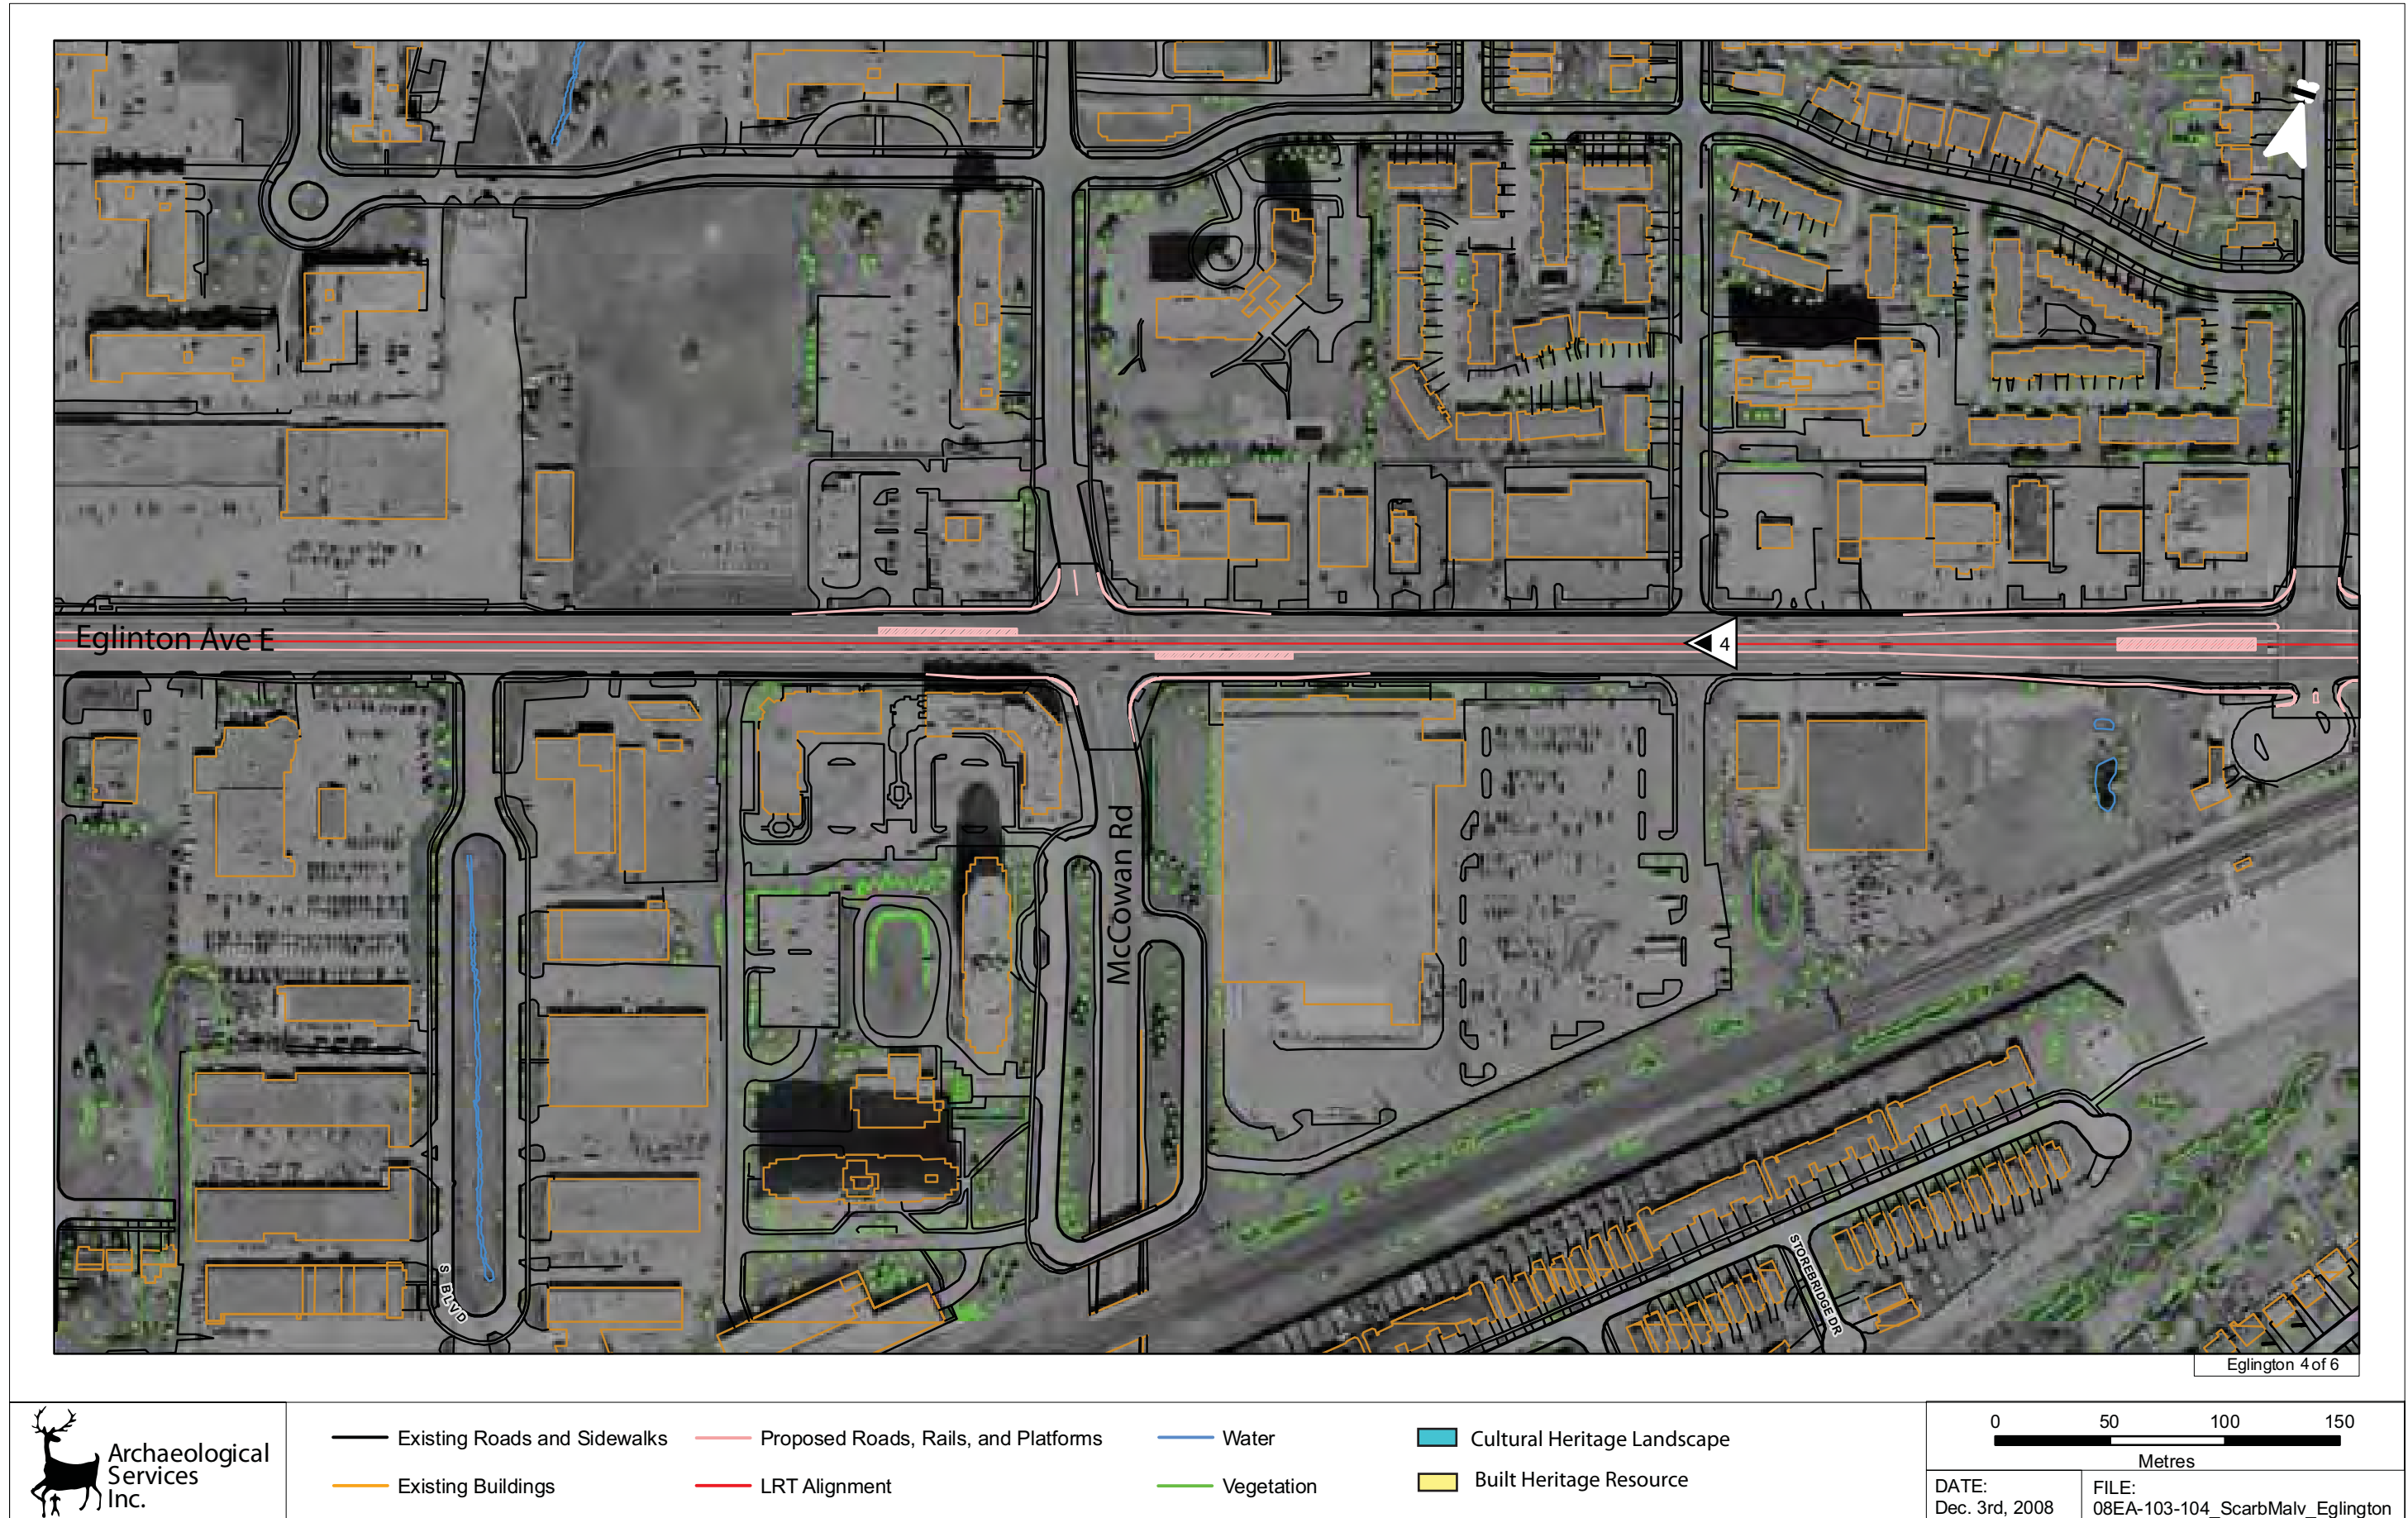 Eglinton Ave E
4
McCowan Rd
S BLVD
STOREBRIDGE DR
Eglington 4 of 6
Archaeological
Services
Inc.
Existing Roads and Sidewalks
Existing Buildings
Proposed Roads, Rails, and Platforms
LRT Alignment
Water
Vegetation
Cultural Heritage Landscape
Built Heritage Resource
0 50 100 150
Metres
DATE:
Dec. 3rd, 2008
FILE:
08EA-103-104_ScarbMalv_Eglington